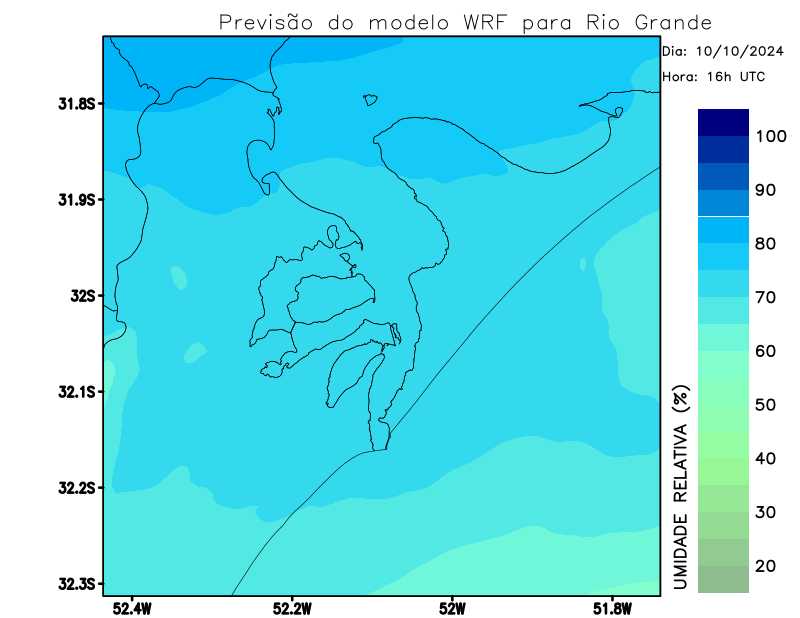 Previsão do modelo WRF para Rio Grande
Dia: 10/10/2024
Hora: 16h UTC
31.8S
31.9S
32S
32.1S
32.2S
32.3S
52.4W
52.2W
52W
51.8W
100
90
80
70
60
50
40
30
20
UMIDADE RELATIVA (%)